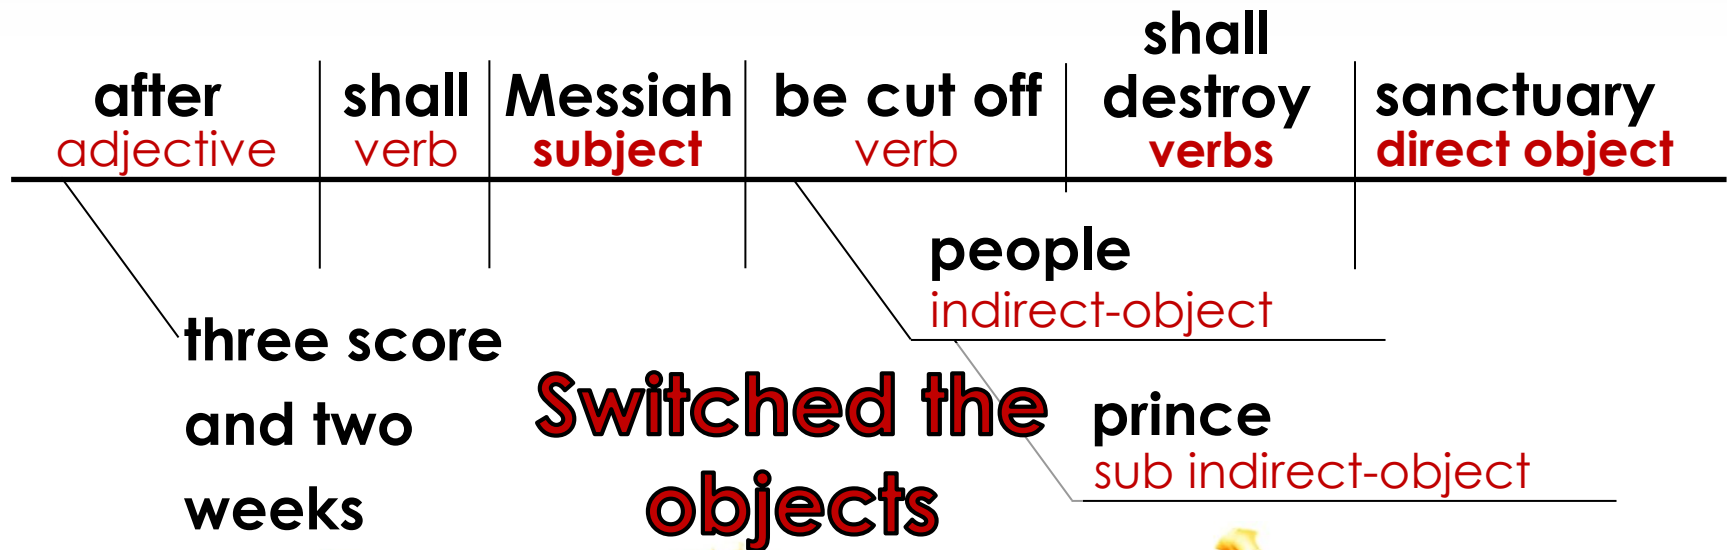 after shall Messiah be cut off shall destroy sanctuary
adjective verb subject verb verbs direct object
people
indirect-object
three score
and two
weeks
Switched the
objects
prince
sub indirect-object